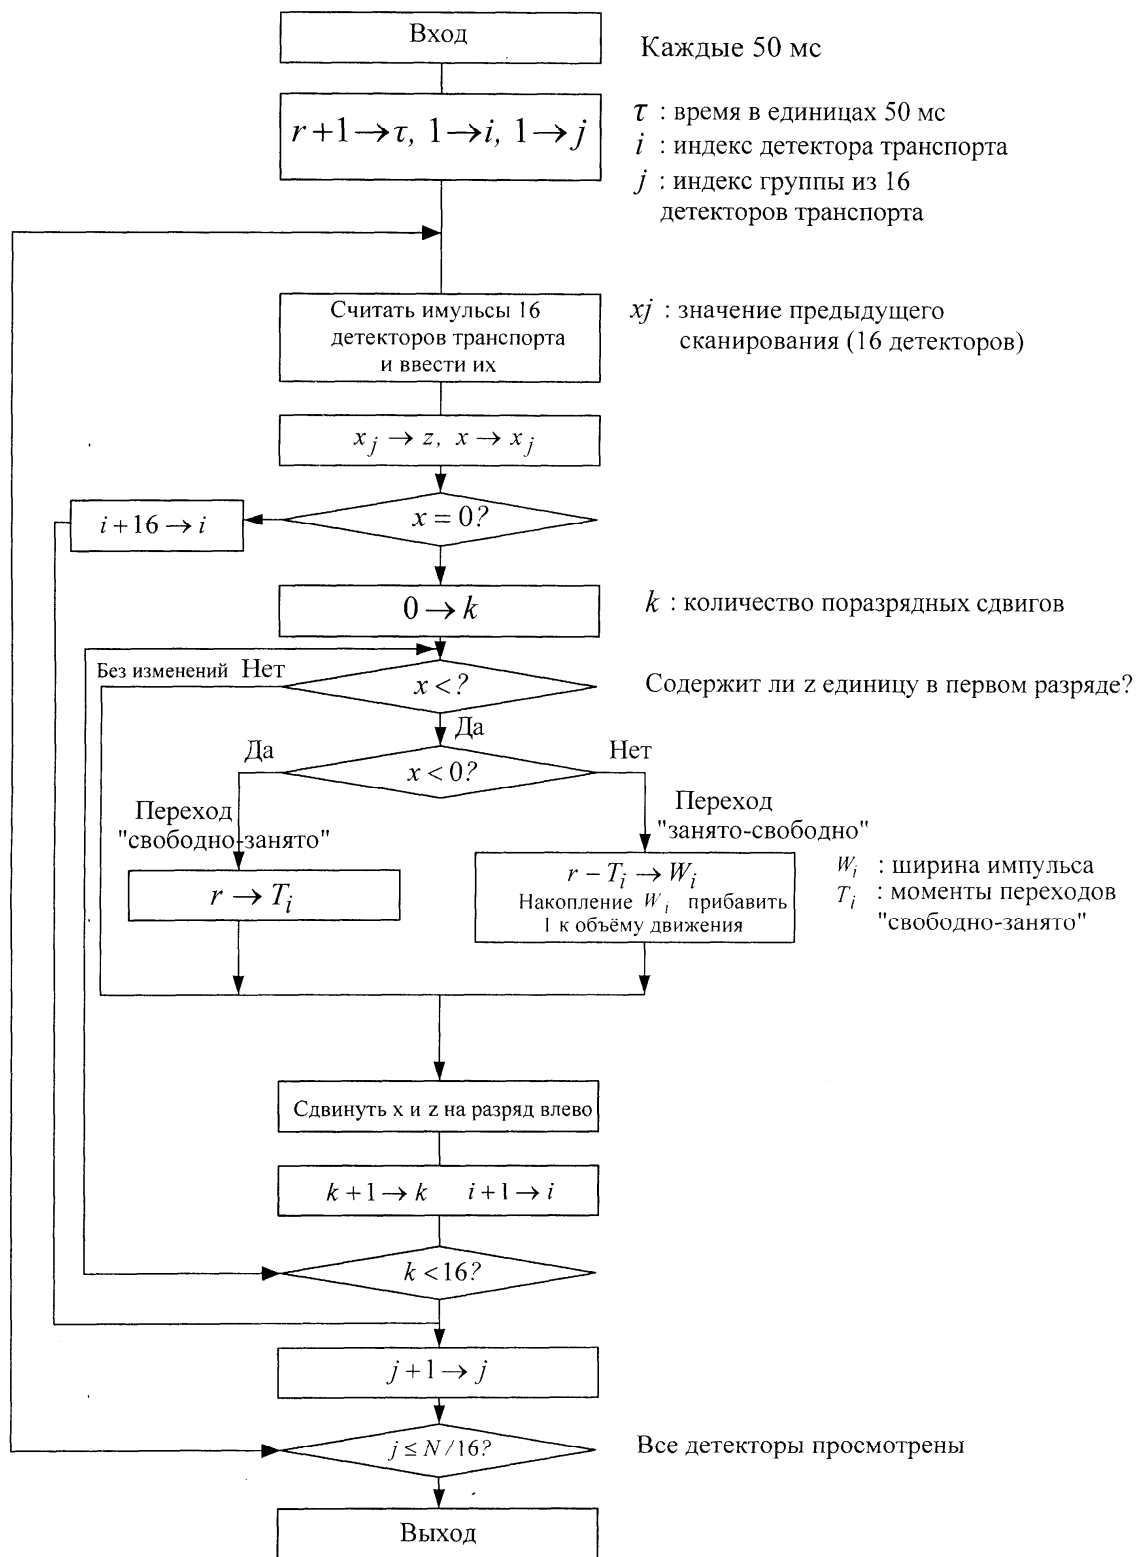 Вход
Каждые 50 мс
r+1→τ, 1→i, 1→j
τ : время в единицах 50 мс
i : индекс детектора транспорта
j : индекс группы из 16
детекторов транспорта
Считать имульсы 16
детекторов транспорта
и ввести их
xj : значение предыдущего
сканирования (16 детекторов)
x_j → z, x → x_j
i+16→i
x = 0?
0→k
k : количество поразрядных сдвигов
Без изменений Нет
x <?
Содержит ли z единицу в первом разряде?
Да
Да
Нет
x < 0?
Переход
"свободно-занято"
Переход
"занято-свободно"
r → T_i
r − T_i → W_i
Накопление W_i прибавить
1 к объёму движения
W_i : ширина импульса
T_i : моменты переходов
"свободно-занято"
Сдвинуть x и z на разряд влево
k+1→k i+1→i
k <16?
j+1→j
j ≤ N/16?
Все детекторы просмотрены
Выход